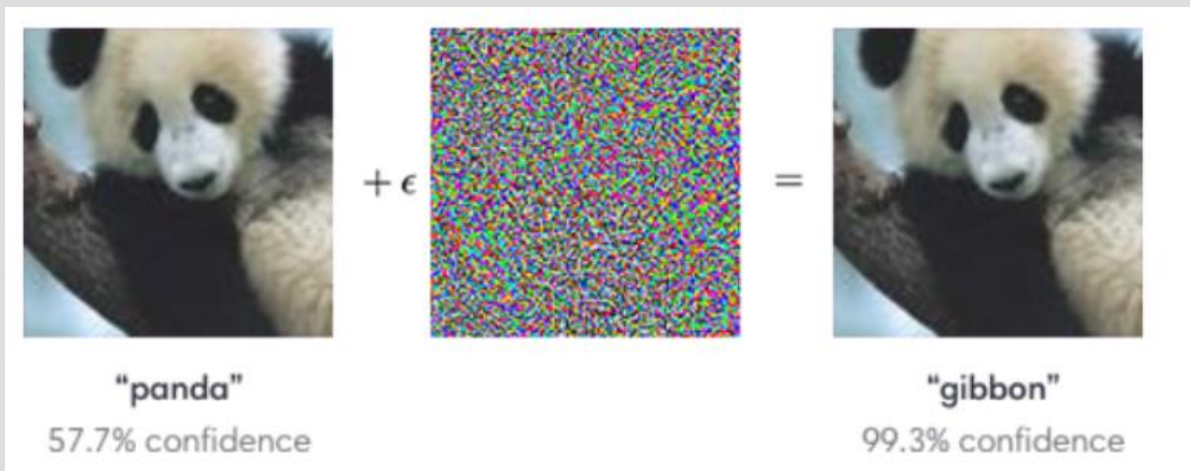 + ϵ
=
“panda”
57.7% confidence
“gibbon”
99.3% confidence